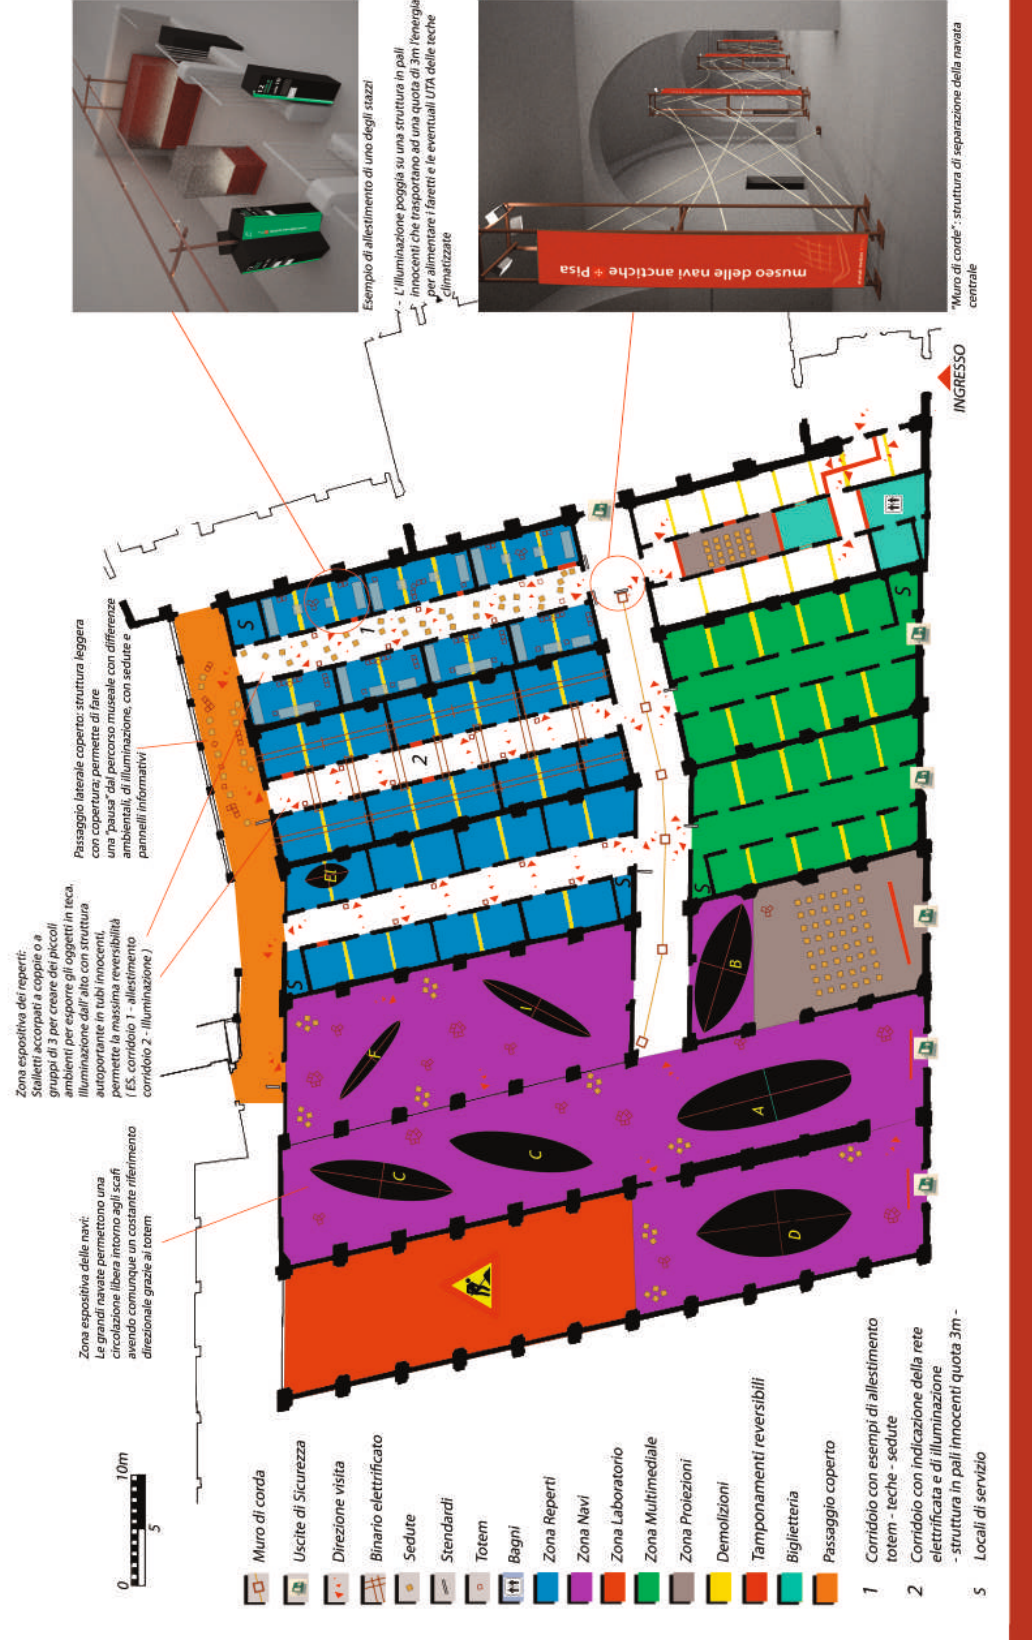 Esempio di allestimento di uno degli stazzi
- L'illuminazione poggia su una struttura in pali
innocenti che trasportano ad una quota di 3m l'energia
per alimentare i faretti e le eventuali UTA delle teche
climatizzate
museo delle navi anctiche + Pisa
"Muro di corde": struttura di separazione della navata
centrale
INGRESSO
Passaggio laterale coperto: struttura leggera
con copertura; permette di fare
una "pausa" dal percorso museale con differenze
ambientali, di illuminazione, con sedute e
pannelli informativi
Zona espositiva dei reperti:
Stalletti accorpati a coppie o a
gruppi di 3 per creare dei piccoli
ambienti per esporre gli oggetti in teca.
Illuminazione dall'alto con struttura
autoportante in tubi innocenti,
permette la massima reversibilità
( ES. corridoio 1 - allestimento
corridoio 2 - Illuminazione )
Zona espositiva delle navi:
Le grandi navate permettono una
circolazione libera intorno agli scafi
avendo comunque un costante riferimento
direzionale grazie ai totem
S
1
2
El
S
S
S
S
F
I
B
C
C
A
D
0
5
10m
Muro di corda
Uscite di Sicurezza
Direzione visita
Binario elettrificato
Sedute
Stendardi
Totem
Bagni
Zona Reperti
Zona Navi
Zona Laboratorio
Zona Multimediale
Zona Proiezioni
Demolizioni
Tamponamenti reversibili
Biglietteria
Passaggio coperto
1 Corridoio con esempi di allestimento
totem - teche - sedute
2 Corridoio con indicazione della rete
elettrificata e di illuminazione
- struttura in pali innocenti quota 3m -
S Locali di servizio